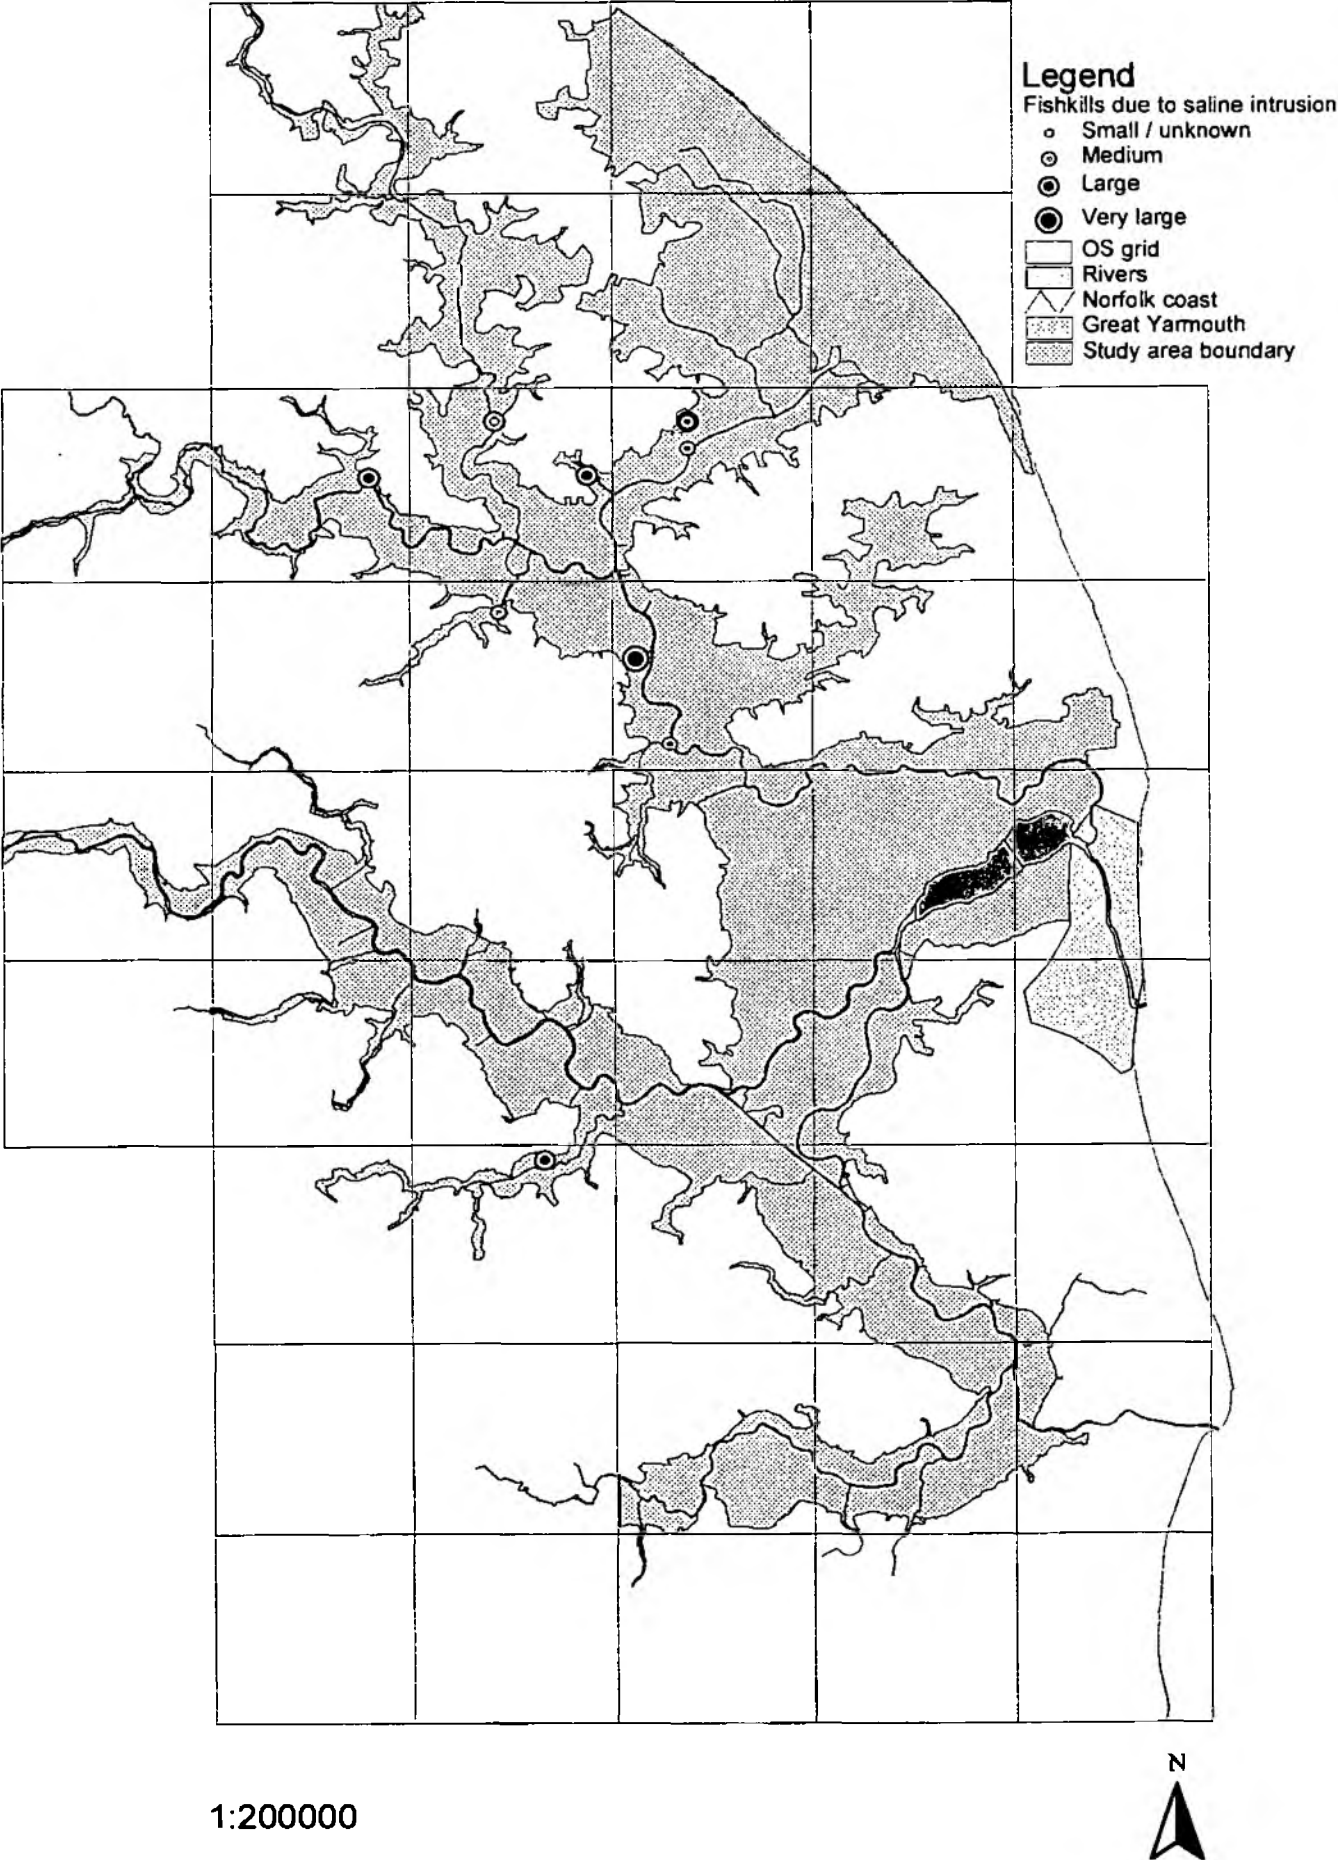 Legend
Fishkills due to saline intrusion
Small / unknown
Medium
Large
Very large
OS grid
Rivers
Norfolk coast
Great Yarmouth
Study area boundary
N
1:200000